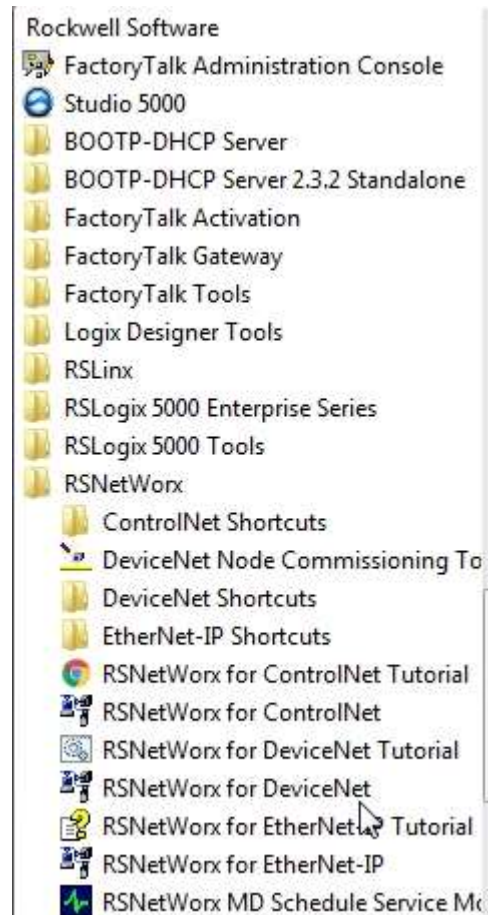 Rockwell Software
FactoryTalk Administration Console
Studio 5000
BOOTP-DHCP Server
BOOTP-DHCP Server 2.3.2 Standalone
FactoryTalk Activation
FactoryTalk Gateway
FactoryTalk Tools
Logix Designer Tools
RSLinx
RSLogix 5000 Enterprise Series
RSLogix 5000 Tools
RSNetWorx
ControlNet Shortcuts
DeviceNet Node Commissioning To
DeviceNet Shortcuts
EtherNet-IP Shortcuts
RSNetWorx for ControlNet Tutorial
RSNetWorx for ControlNet
RSNetWorx for DeviceNet Tutorial
RSNetWorx for DeviceNet
RSNetWorx for EtherNet-IP Tutorial
RSNetWorx for EtherNet-IP
RSNetWorx MD Schedule Service Mo